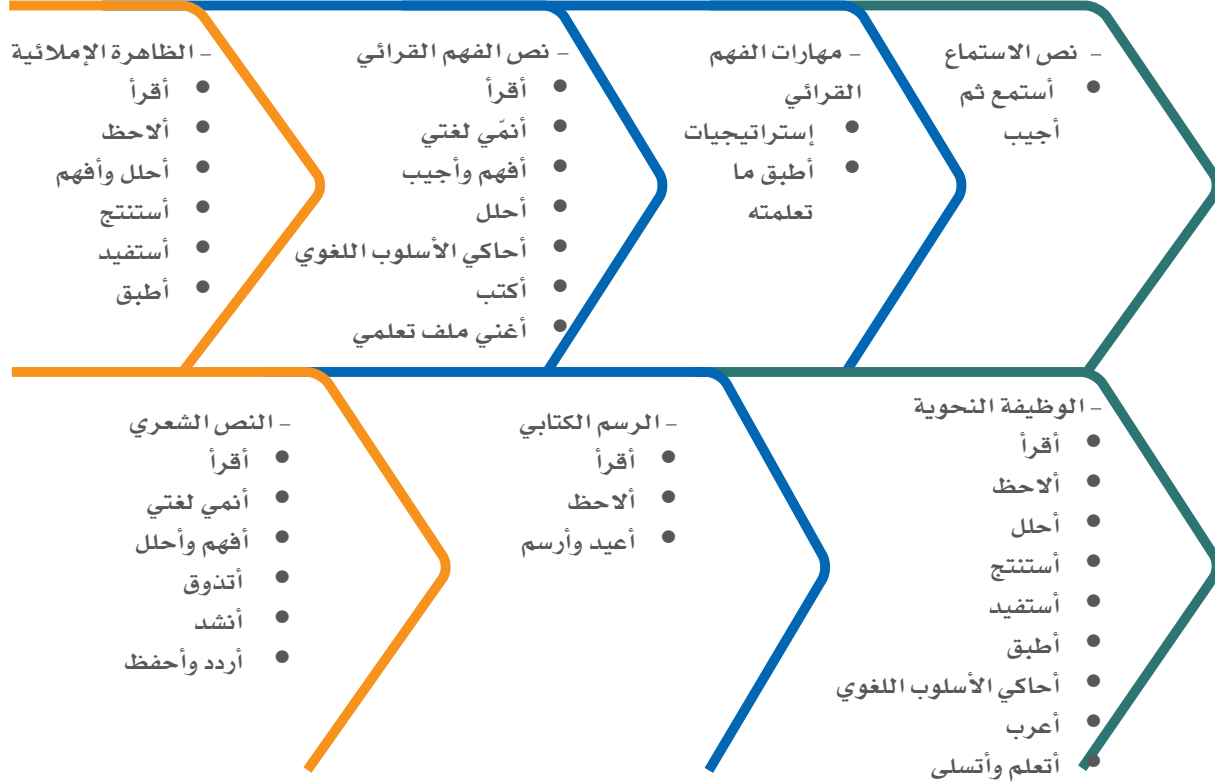 – نص الاستماع
● أستمع ثم
أجيب
– مهارات الفهم
القرائي
● إستراتيجيات
● أطبق ما
تعلمته
– نص الفهم القرائي
● أقرأ
● أنمّي لغتي
● أفهم وأجيب
● أحلل
● أحاكي الأسلوب اللغوي
● أكتب
● أغني ملف تعلمي
– الظاهرة الإملائية
● أقرأ
● ألاحظ
● أحلل وأفهم
● أستنتج
● أستفيد
● أطبق
– الوظيفة النحوية
● أقرأ
● ألاحظ
● أحلل
● أستنتج
● أستفيد
● أطبق
● أحاكي الأسلوب اللغوي
● أعرب
● أتعلم وأتسلى
– الرسم الكتابي
● أقرأ
● ألاحظ
● أعيد وأرسم
– النص الشعري
● أقرأ
● أنمي لغتي
● أفهم وأحلل
● أتذوق
● أنشد
● أردد وأحفظ